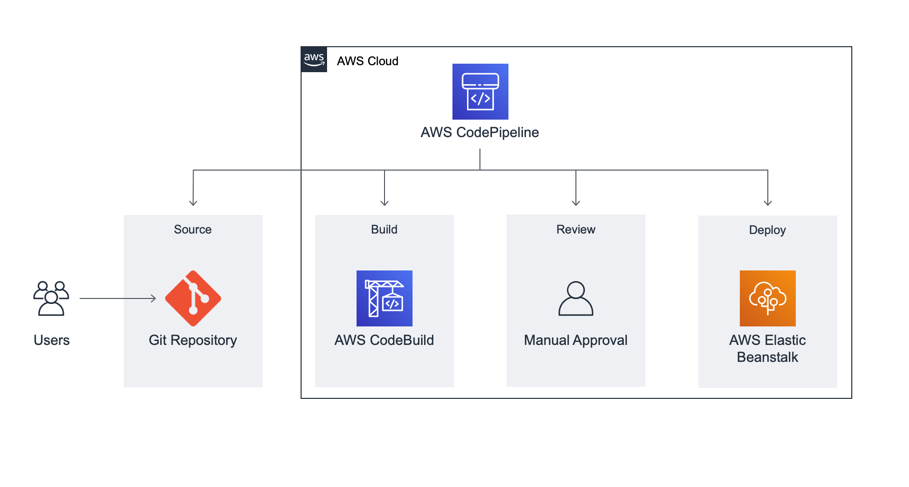 aws
AWS Cloud
AWS CodePipeline
Source
Build
Review
Deploy
Users
Git Repository
AWS CodeBuild
Manual Approval
AWS Elastic
Beanstalk